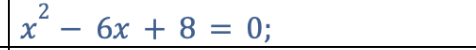 x² − 6x + 8 = 0;